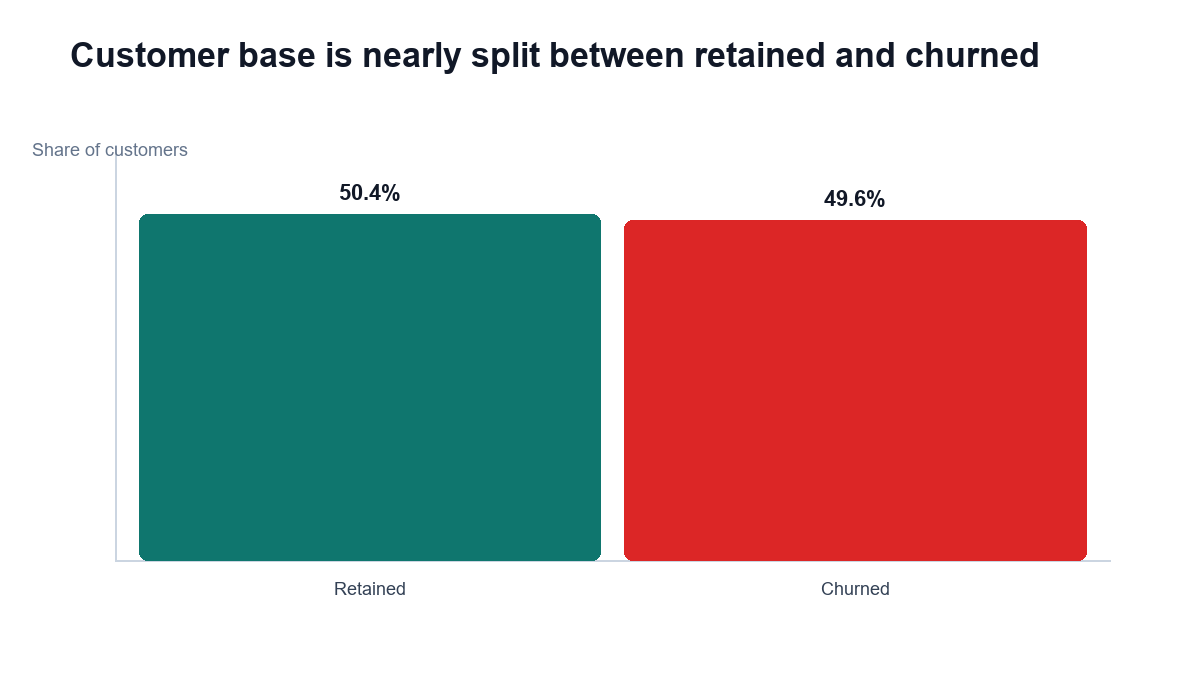 Customer base is nearly split between retained and churned
Share of customers
50.4%
49.6%
Retained
Churned